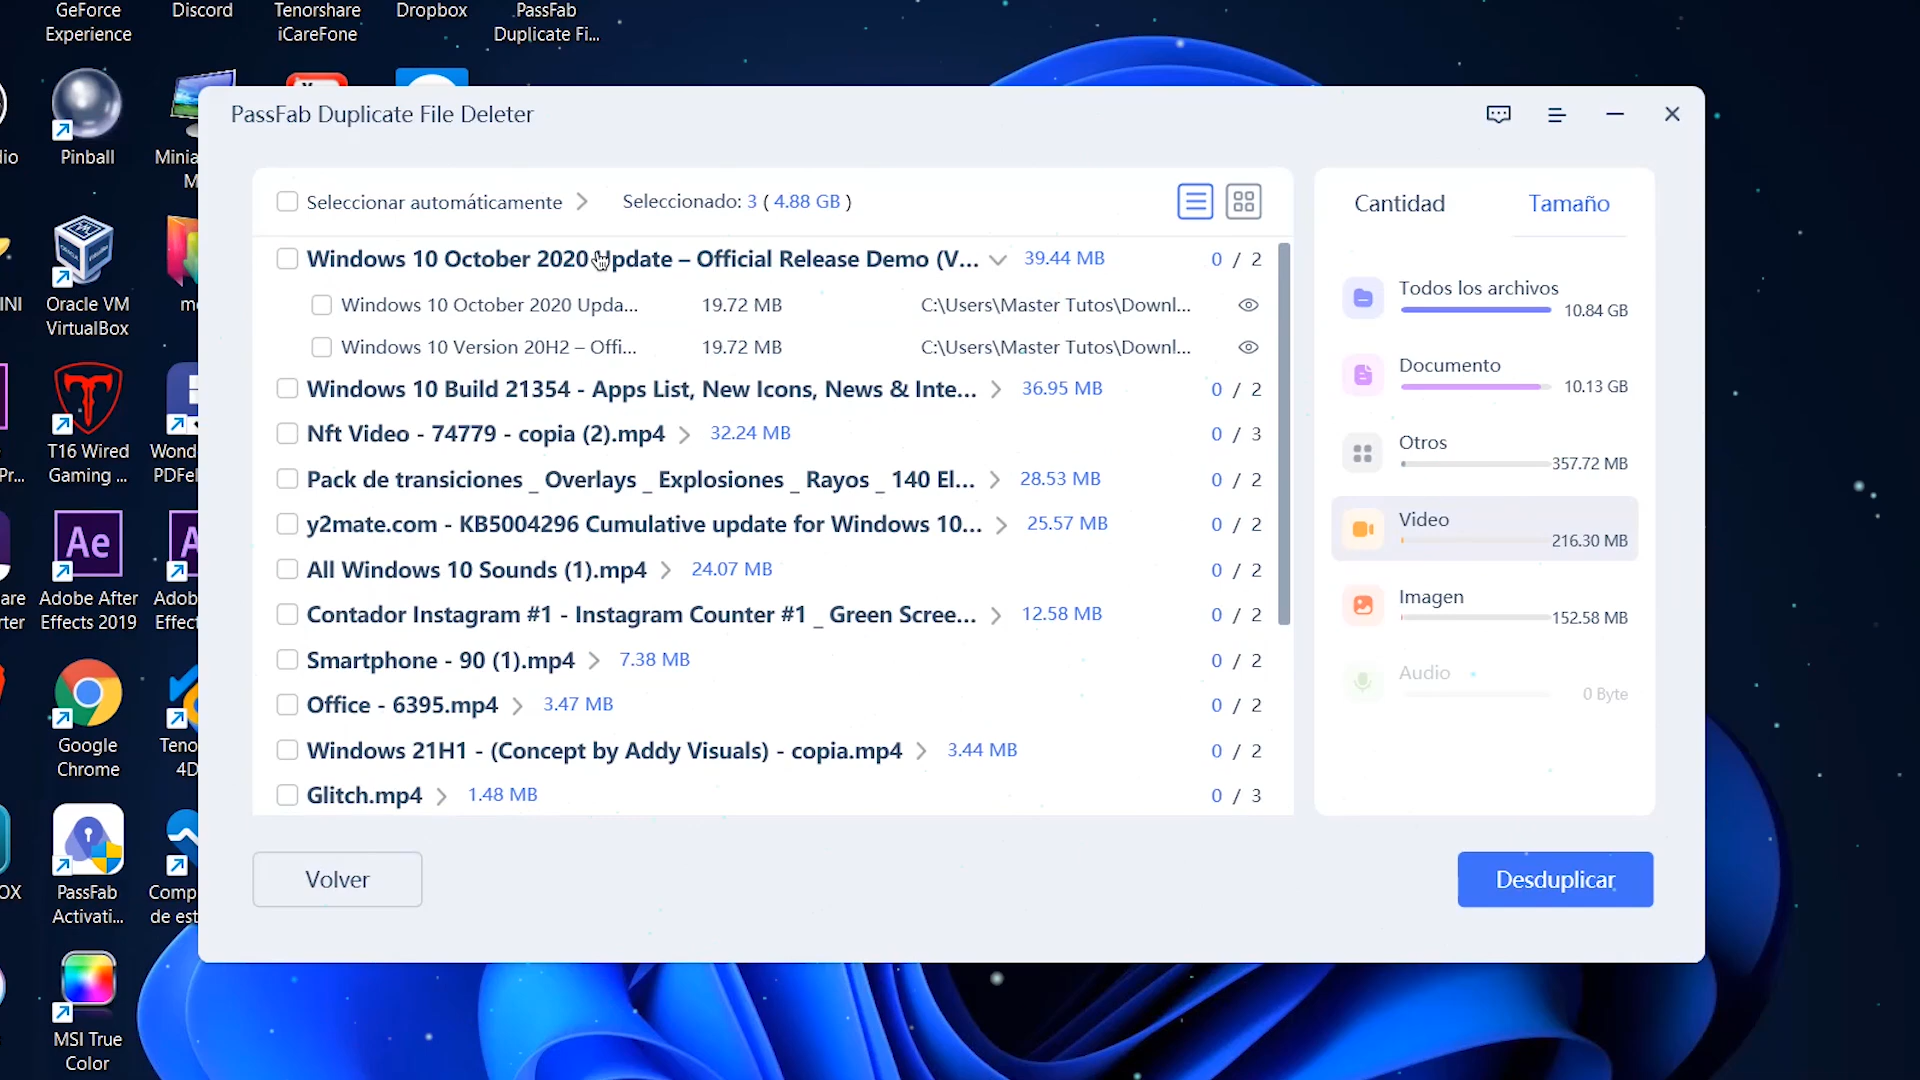 GeForce
Experience
Discord
Tenorshare
iCareFone
Dropbox
PassFab
Duplicate Fi...
Pinball
Oracle VM
VirtualBox
T16 Wired
Gaming ...
Adobe After
Effects 2019
Google
Chrome
PassFab
Activati...
MSI True
Color
PassFab Duplicate File Deleter
Seleccionar automáticamente
Seleccionado: 3 ( 4.88 GB )
Windows 10 October 2020 Update – Official Release Demo (V... 39.44 MB 0 / 2
Windows 10 October 2020 Upda... 19.72 MB C:\Users\Master Tutos\Downl...
Windows 10 Version 20H2 – Offi... 19.72 MB C:\Users\Master Tutos\Downl...
Windows 10 Build 21354 - Apps List, New Icons, News & Inte... 36.95 MB 0 / 2
Nft Video - 74779 - copia (2).mp4 32.24 MB 0 / 3
Pack de transiciones _ Overlays _ Explosiones _ Rayos _ 140 El... 28.53 MB 0 / 2
y2mate.com - KB5004296 Cumulative update for Windows 10... 25.57 MB 0 / 2
All Windows 10 Sounds (1).mp4 24.07 MB 0 / 2
Contador Instagram #1 - Instagram Counter #1 _ Green Scree... 12.58 MB 0 / 2
Smartphone - 90 (1).mp4 7.38 MB 0 / 2
Office - 6395.mp4 3.47 MB 0 / 2
Windows 21H1 - (Concept by Addy Visuals) - copia.mp4 3.44 MB 0 / 2
Glitch.mp4 1.48 MB 0 / 3
Cantidad Tamaño
Todos los archivos
10.84 GB
Documento
10.13 GB
Otros
357.72 MB
Video
216.30 MB
Imagen
152.58 MB
Audio
0 Byte
Volver
Desduplicar